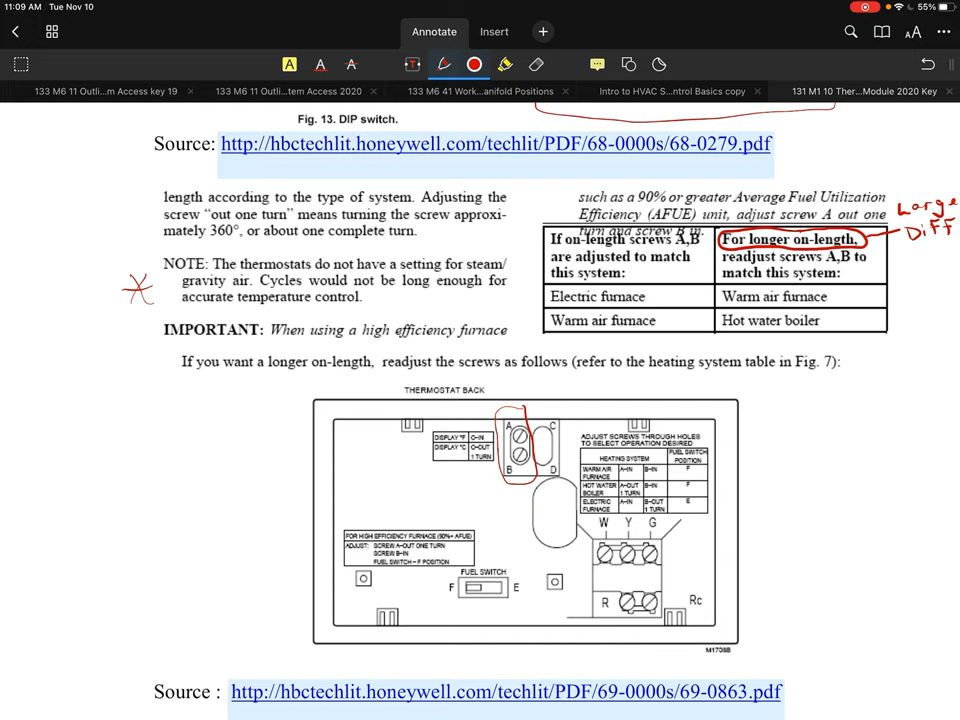 11:09 AM Tue Nov 10
55%
Annotate Insert
133 M6 11 Outli...m Access key 19
133 M6 11 Outli...tem Access 2020
133 M6 41 Work...anifold Positions
Intro to HVAC S...ntrol Basics copy
131 M1 10 Ther...Module 2020 Key
Fig. 13. DIP switch.
Source: http://hbctechlit.honeywell.com/techlit/PDF/68-0000s/68-0279.pdf
length according to the type of system. Adjusting the
screw "out one turn" means turning the screw approxi-
mately 360°, or about one complete turn.
NOTE: The thermostats do not have a setting for steam/
gravity air. Cycles would not be long enough for
accurate temperature control.
IMPORTANT: When using a high efficiency furnace
such as a 90% or greater Average Fuel Utilization
Efficiency (AFUE) unit, adjust screw A out one
turn and screw B in.
Large
Diff
If on-length screws A,B
are adjusted to match
this system:
For longer on-length,
readjust screws A,B to
match this system:
Electric furnace
Warm air furnace
Warm air furnace
Hot water boiler
If you want a longer on-length, readjust the screws as follows (refer to the heating system table in Fig. 7):
THERMOSTAT BACK
DISPLAY °F C-IN
DISPLAY °C C-OUT
1 TURN
A C
B D
ADJUST SCREWS THROUGH HOLES
TO SELECT OPERATION DESIRED
HEATING SYSTEM
FUEL SWITCH
POSITION
WARM AIR
FURNACE
A-IN B-IN F
HOT WATER
BOILER
A-OUT
1 TURN
B-IN F
ELECTRIC
FURNACE
A-IN
B-OUT
1 TURN
E
W Y G
FOR HIGH EFFICIENCY FURNACE (90%+ AFUE)
ADJUST: SCREW A-OUT ONE TURN
SCREW B-IN
FUEL SWITCH – F POSITION
FUEL SWITCH
F E
R Rc
M1708B
Source : http://hbctechlit.honeywell.com/techlit/PDF/69-0000s/69-0863.pdf